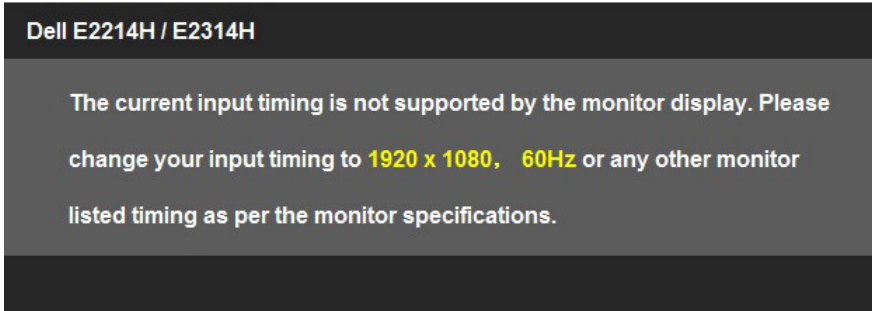 Dell E2214H / E2314H
The current input timing is not supported by the monitor display. Please
change your input timing to 1920 x 1080， 60Hz or any other monitor
listed timing as per the monitor specifications.